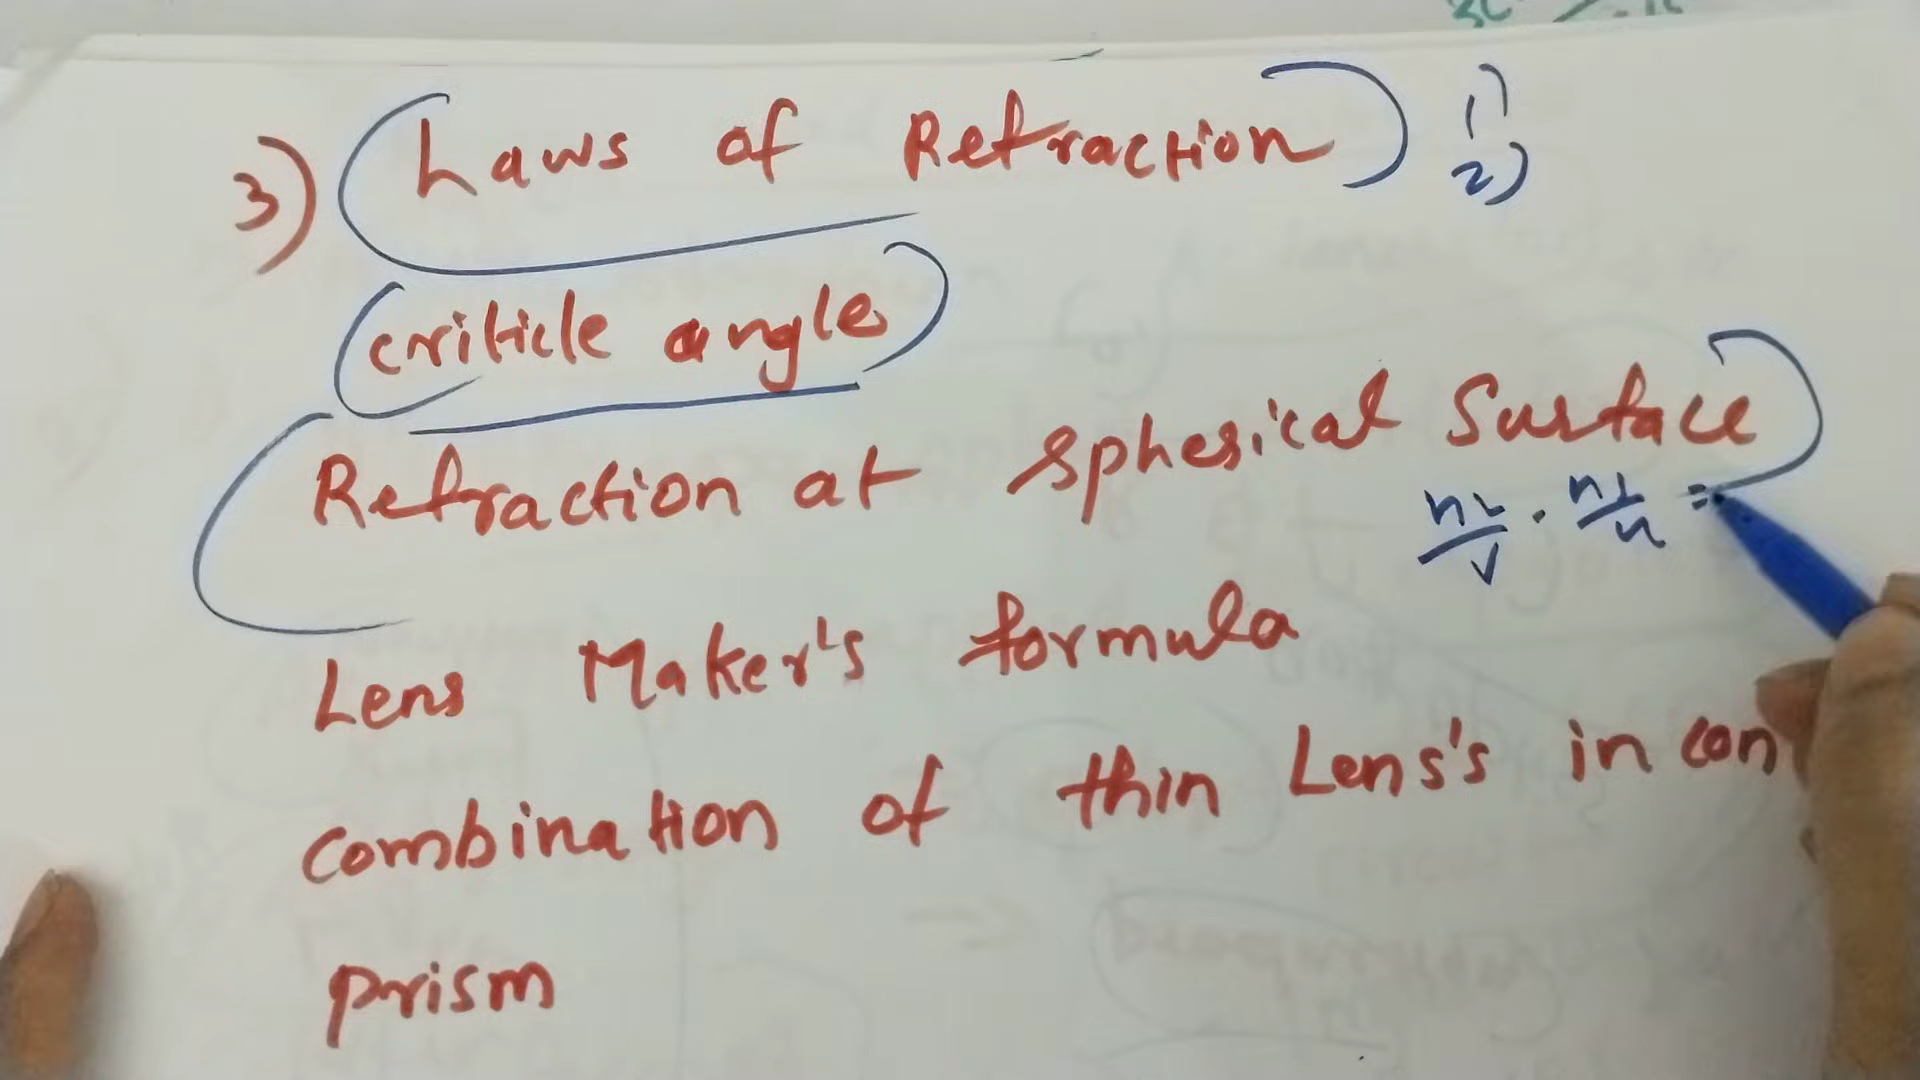 3) Laws of Refraction 1)
2)
criticle angle
Refraction at spherical Surface
n2/v - n1/u =
Lens Maker's formula
combination of thin Lens's in con
prism